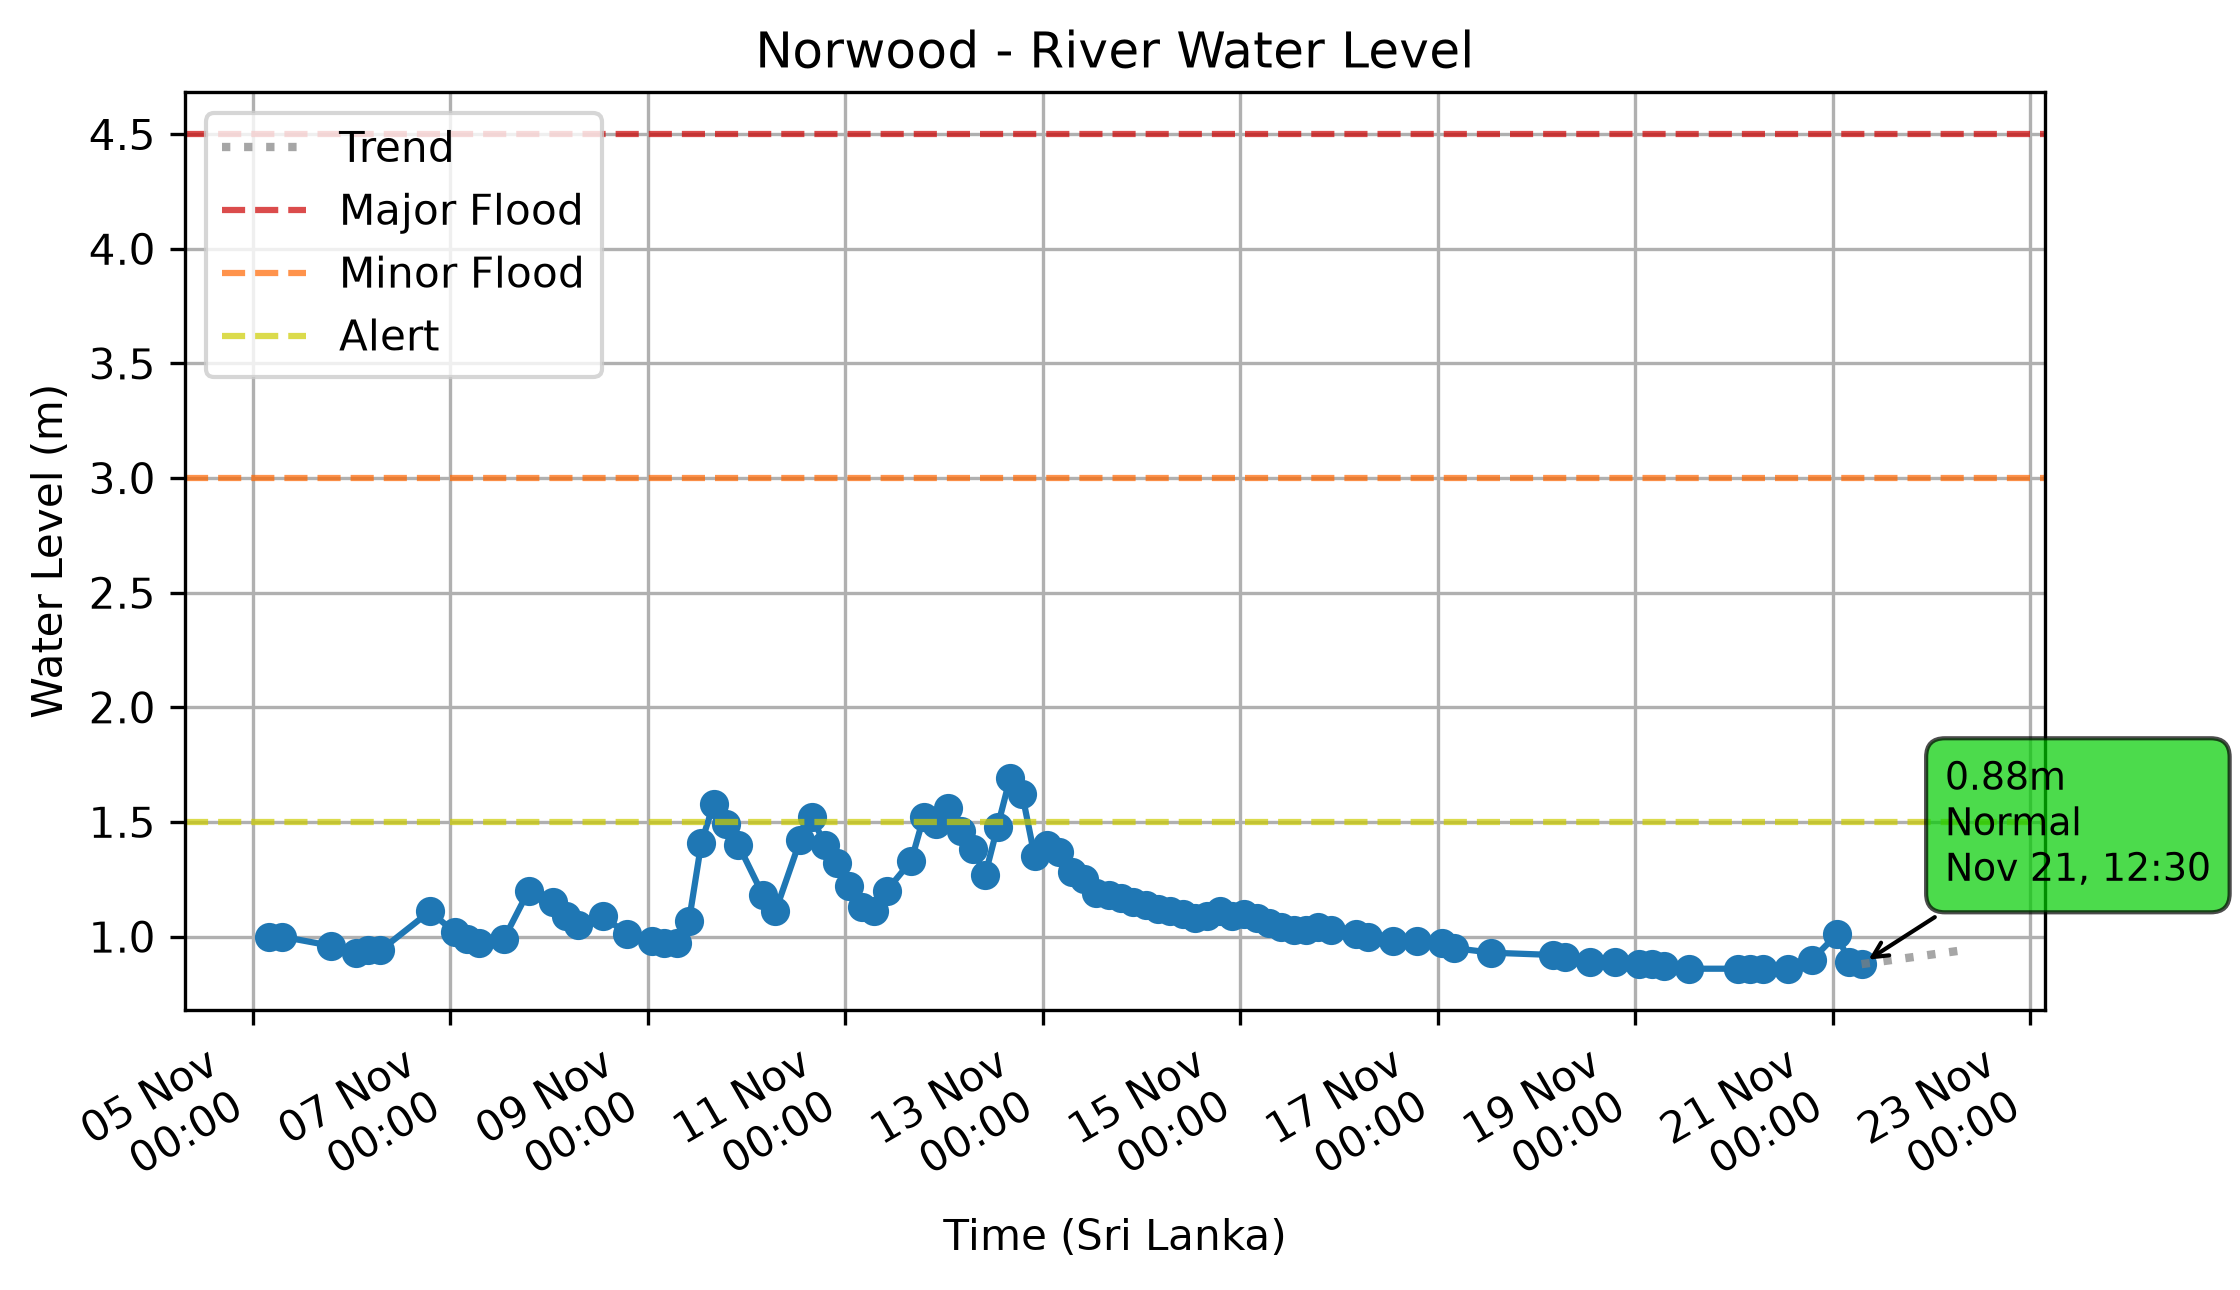 Norwood - River Water Level
Water Level (m)
4.5
4.0
3.5
3.0
2.5
2.0
1.5
1.0
Trend
Major Flood
Minor Flood
Alert
0.88m
Normal
Nov 21, 12:30
05 Nov
00:00
07 Nov
00:00
09 Nov
00:00
11 Nov
00:00
13 Nov
00:00
15 Nov
00:00
17 Nov
00:00
19 Nov
00:00
21 Nov
00:00
23 Nov
00:00
Time (Sri Lanka)